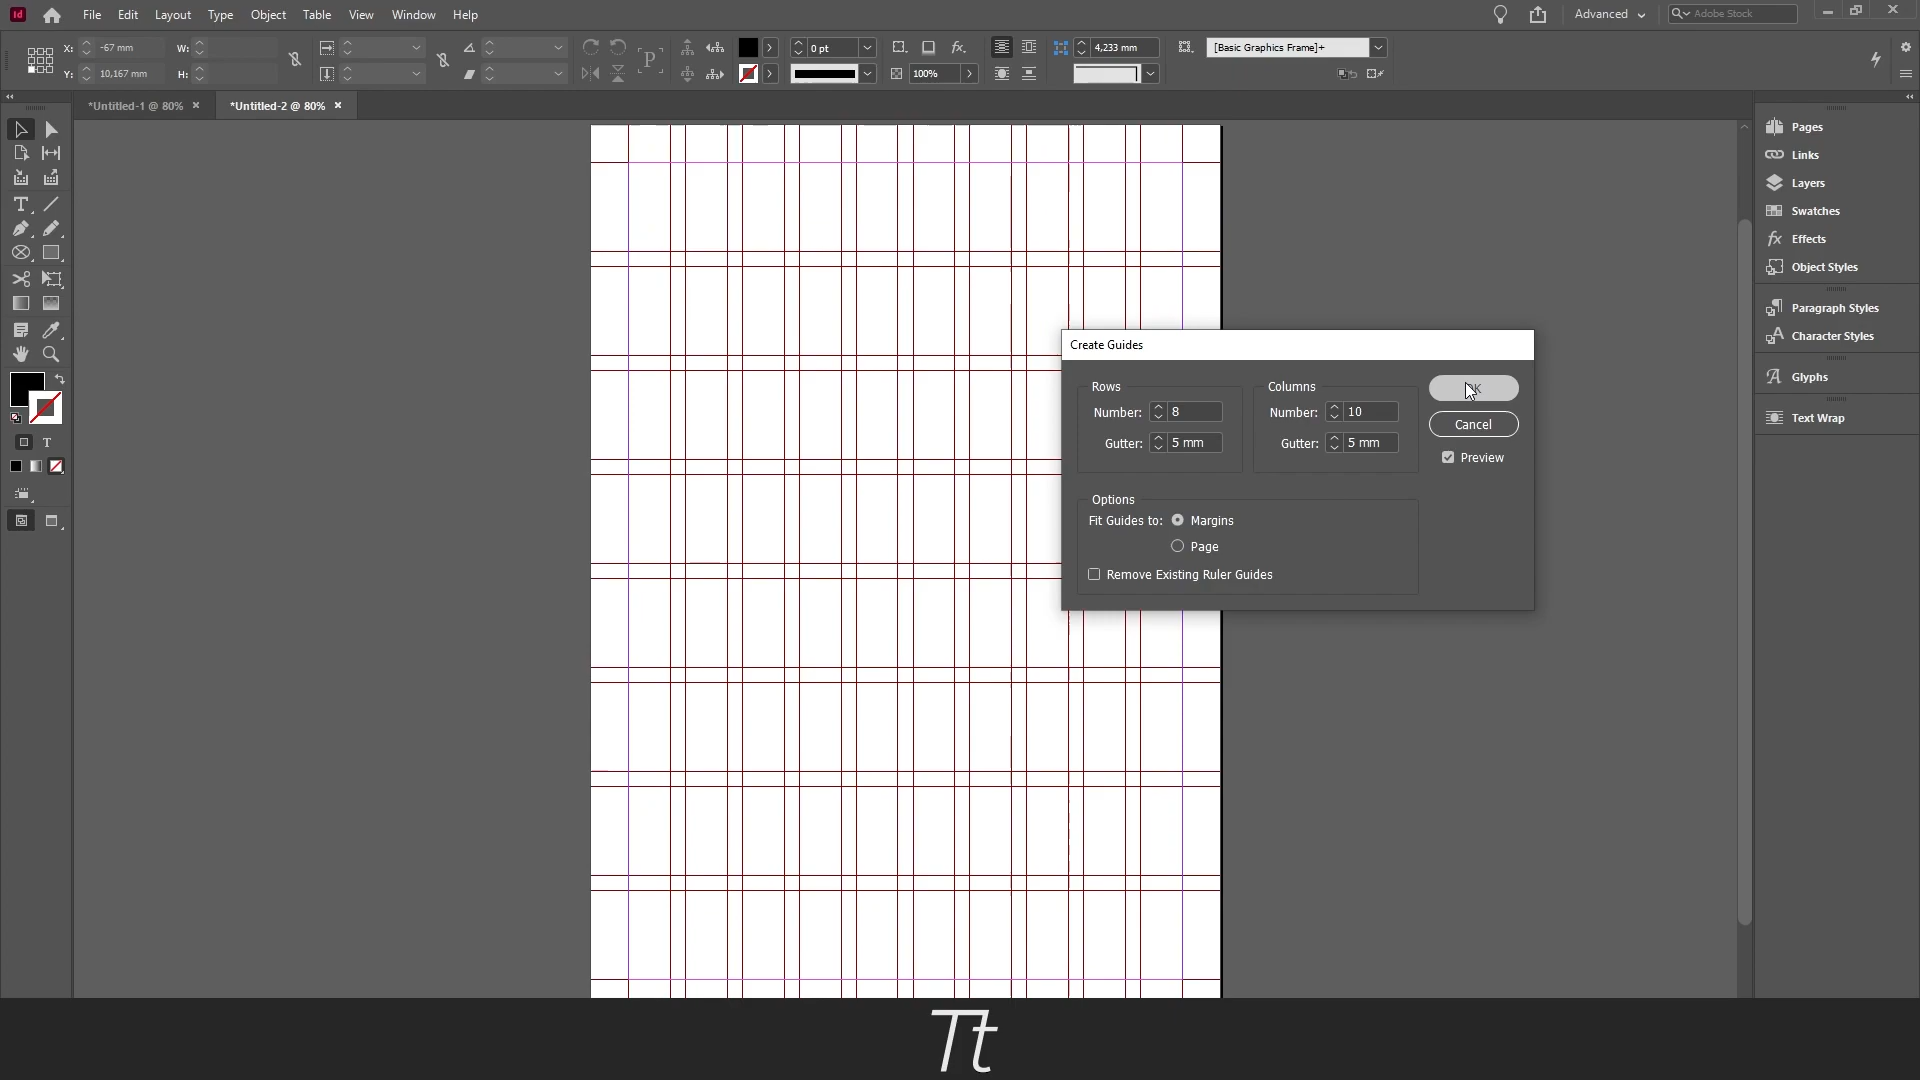 Id File Edit Layout Type Object Table View Window Help Advanced Adobe Stock
X: -67 mm W: 0 pt 4,233 mm [Basic Graphics Frame]+
Y: 10,167 mm H: P 100%
*Untitled-1 @ 80% × *Untitled-2 @ 80% ×
Pages
Links
Layers
Swatches
Effects
Object Styles
Paragraph Styles
Character Styles
Glyphs
Text Wrap
Create Guides
Rows Columns OK
Number: 8 Number: 10
Cancel
Gutter: 5 mm Gutter: 5 mm
Preview
Options
Fit Guides to: Margins
Page
Remove Existing Ruler Guides
Tt